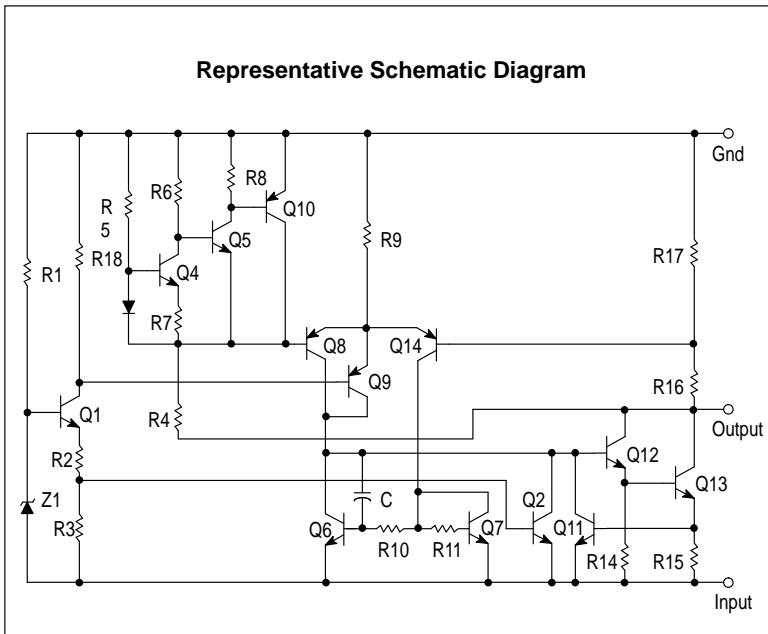 Representative Schematic Diagram
Gnd
R6
R8
R
5
Q10
R18
Q5
R9
R17
R1
Q4
R7
Q8
Q14
Q9
R16
Q1
R4
Output
R2
Q12
Z1
C
Q2
Q13
R3
Q6
Q7
Q11
R10
R11
R14
R15
Input